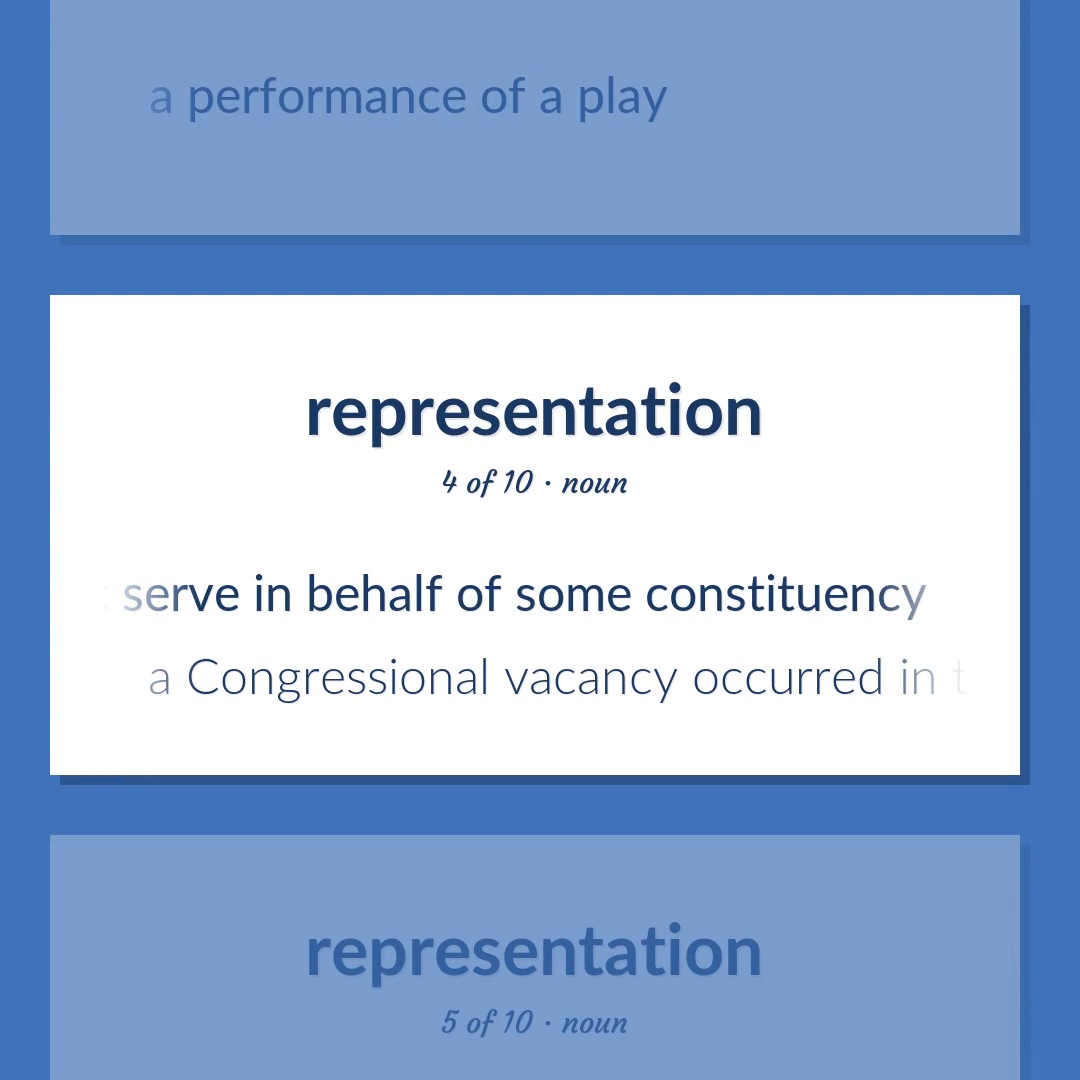 a performance of a play
representation
4 of 10 · noun
serve in behalf of some constituency
a Congressional vacancy occurred in t
representation
5 of 10 · noun